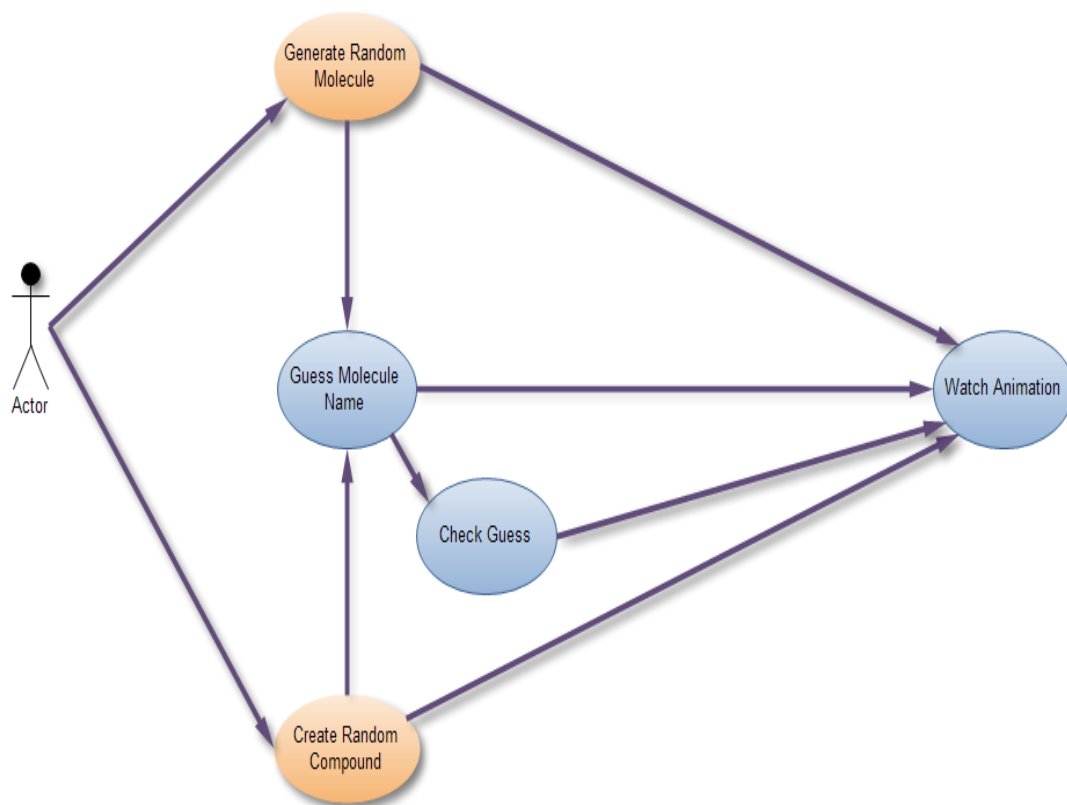 Generate Random
Molecule
Actor
Guess Molecule
Name
Watch Animation
Check Guess
Create Random
Compound